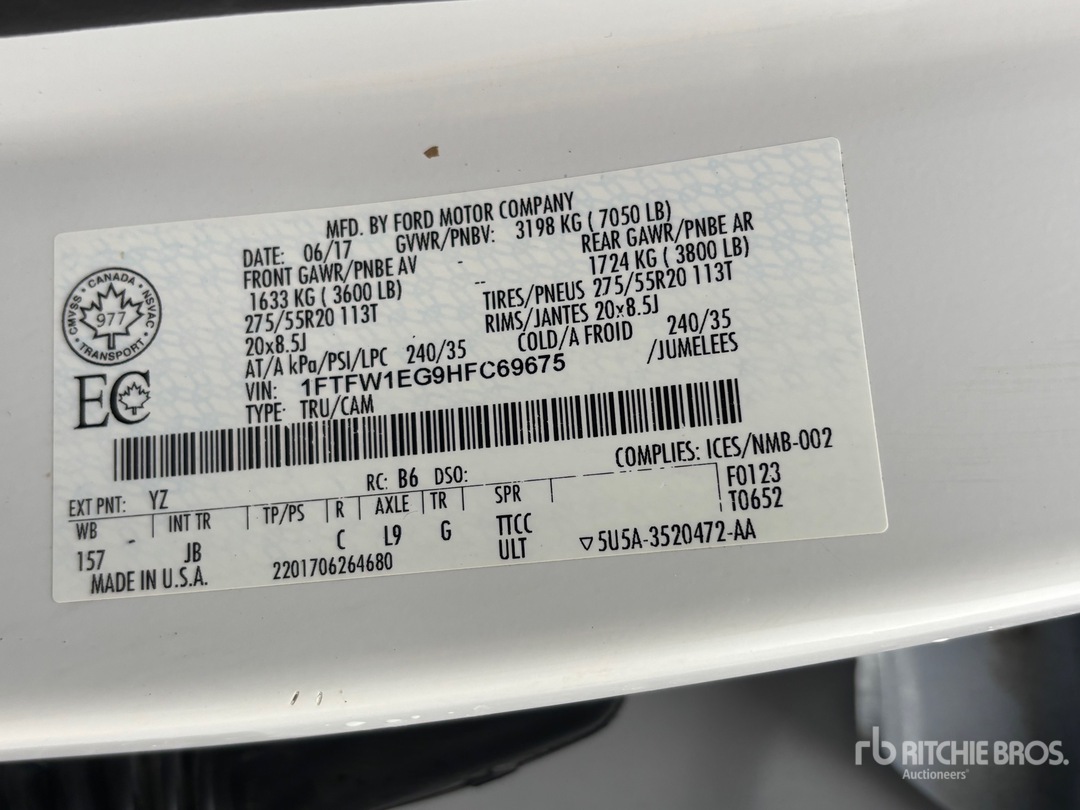 MFD. BY FORD MOTOR COMPANY
DATE: 06/17 GVWR/PNBV: 3198 KG ( 7050 LB)
FRONT GAWR/PNBE AV REAR GAWR/PNBE AR
1633 KG ( 3600 LB) 1724 KG ( 3800 LB)
275/55R20 113T TIRES/PNEUS 275/55R20 113T
20x8.5J RIMS/JANTES 20x8.5J
AT/A kPa/PSI/LPC 240/35 COLD/A FROID 240/35
VIN: 1FTFW1EG9HFC69675 /JUMELEES
TYPE: TRU/CAM
CANADA
CMVSS NSVAC
977
TRANSPORT
EC
COMPLIES: ICES/NMB-002
EXT PNT: YZ RC: B6 DSO: F0123
WB INT TR TP/PS R AXLE TR SPR T0652
157 JB C L9 G TTCC
ULT ▽5U5A-3520472-AA
MADE IN U.S.A. 2201706264680
rb RITCHIE BROS.
Auctioneers